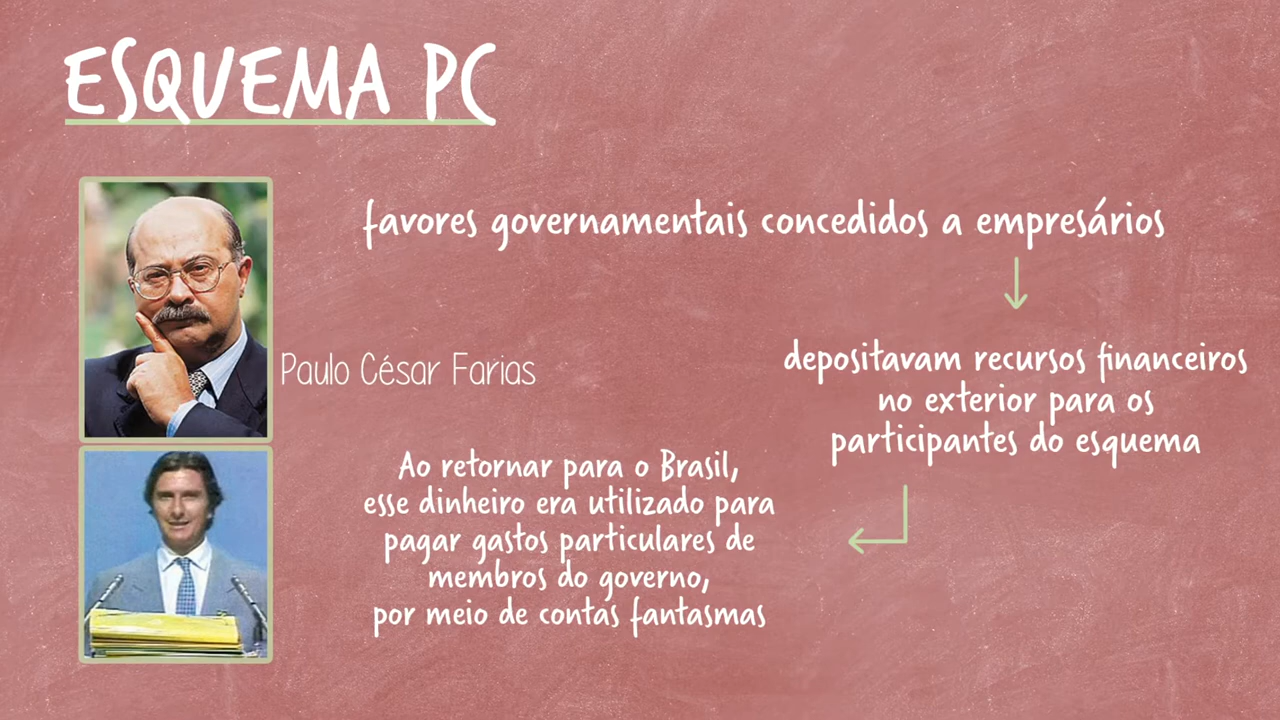 ESQUEMA PC
favores governamentais concedidos a empresários
Paulo César Farias
depositavam recursos financeiros
no exterior para os
participantes do esquema
Ao retornar para o Brasil,
esse dinheiro era utilizado para
pagar gastos particulares de
membros do governo,
por meio de contas fantasmas